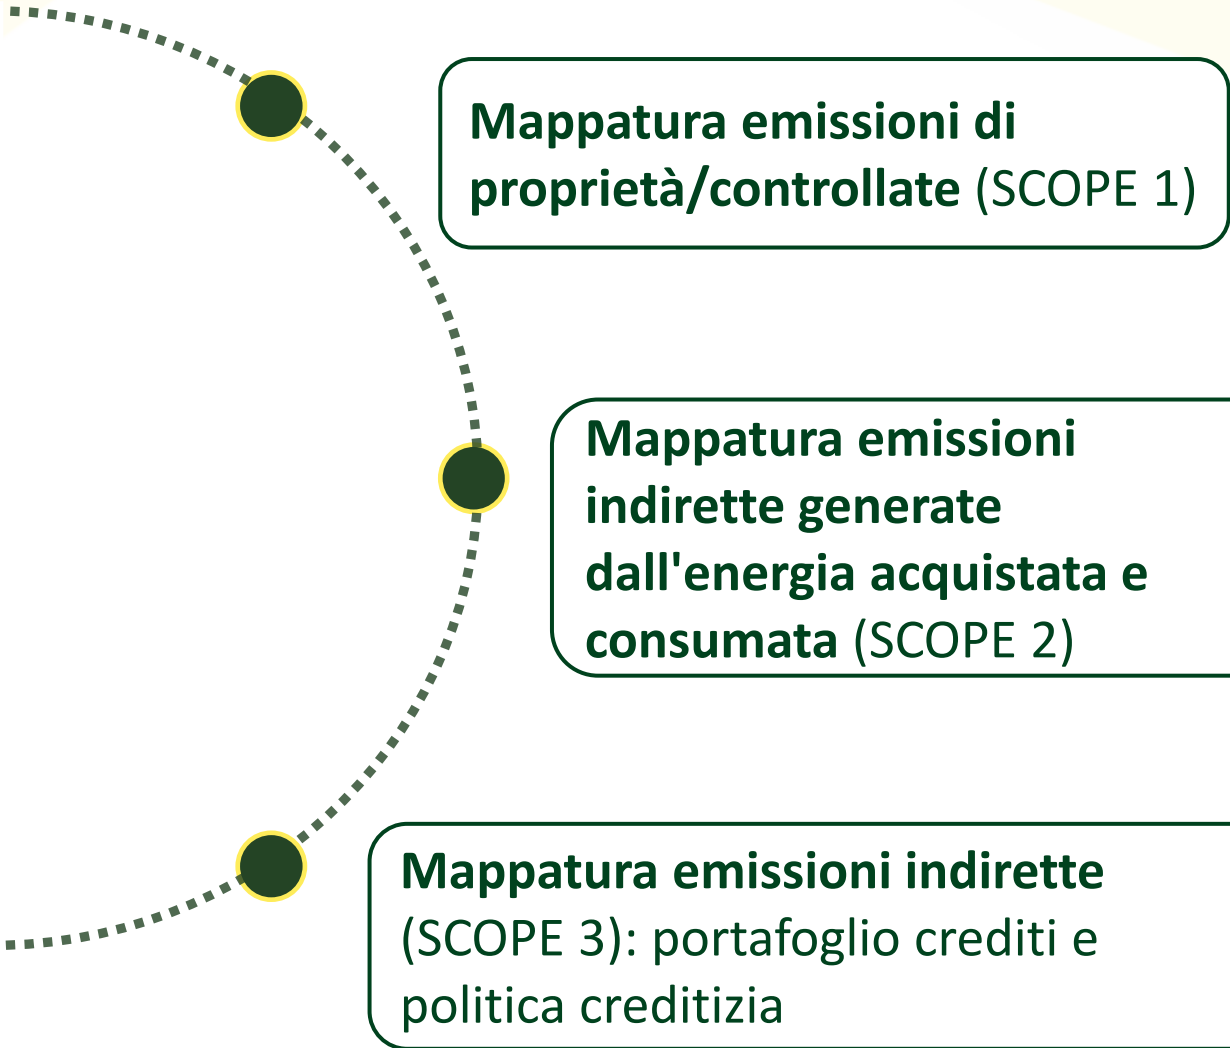 Mappatura emissioni di
proprietà/controllate (SCOPE 1)
Mappatura emissioni
indirette generate
dall'energia acquistata e
consumata (SCOPE 2)
Mappatura emissioni indirette
(SCOPE 3): portafoglio crediti e
politica creditizia